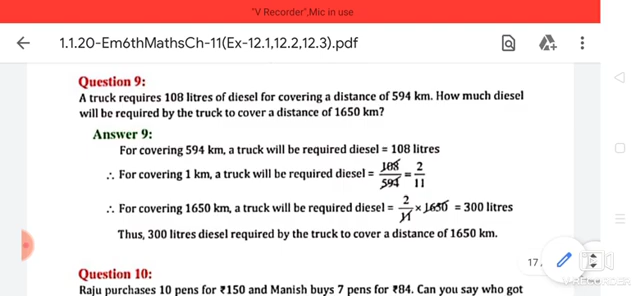 "V Recorder",Mic in use
1.1.20-Em6thMathsCh-11(Ex-12.1,12.2,12.3).pdf
Question 9:
A truck requires 108 litres of diesel for covering a distance of 594 km. How much diesel
will be required by the truck to cover a distance of 1650 km?
Answer 9:
For covering 594 km, a truck will be required diesel = 108 litres
∴ For covering 1 km, a truck will be required diesel = 108/594 = 2/11
∴ For covering 1650 km, a truck will be required diesel = 2/11 × 1650 = 300 litres
Thus, 300 litres diesel required by the truck to cover a distance of 1650 km.
17
Question 10:
Raju purchases 10 pens for ₹150 and Manish buys 7 pens for ₹84. Can you say who got
V RECORDER